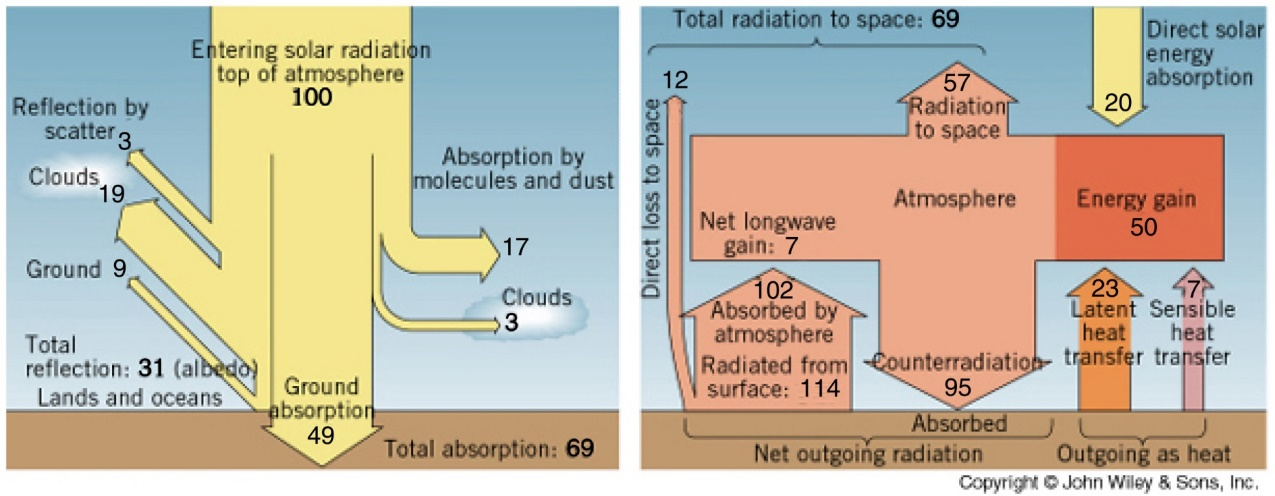 Entering solar radiation
top of atmosphere
100
Reflection by
scatter
3
Clouds
19
Absorption by
molecules and dust
17
Ground 9
Clouds
3
Total
reflection: 31 (albedo)
Lands and oceans
Ground
absorption
49
Total absorption: 69
Total radiation to space: 69
12
Direct loss to space
57
Radiation
to space
Direct solar
energy
absorption
20
Atmosphere
Energy gain
50
Net longwave
gain: 7
102
Absorbed by
atmosphere
Radiated from
surface: 114
Counterradiation
95
Absorbed
23
Latent
heat
transfer
7
Sensible
heat
transfer
Net outgoing radiation
Outgoing as heat
Copyright © John Wiley & Sons, Inc.